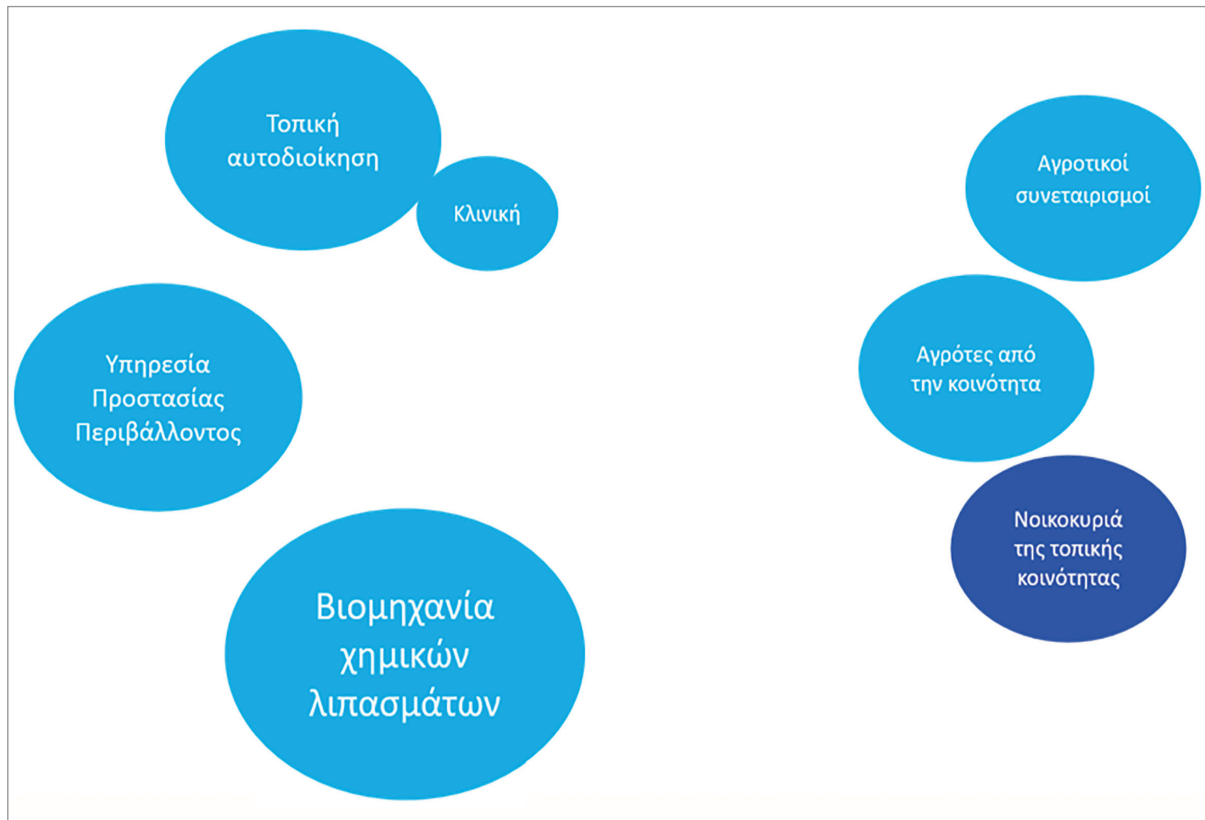 Τοπική
αυτοδιοίκηση
Κλινική
Αγροτικοί
συνεταιρισμοί
Υπηρεσία
Προστασίας
Περιβάλλοντος
Αγρότες από
την κοινότητα
Νοικοκυριά
της τοπικής
κοινότητας
Βιομηχανία
χημικών
λιπασμάτων